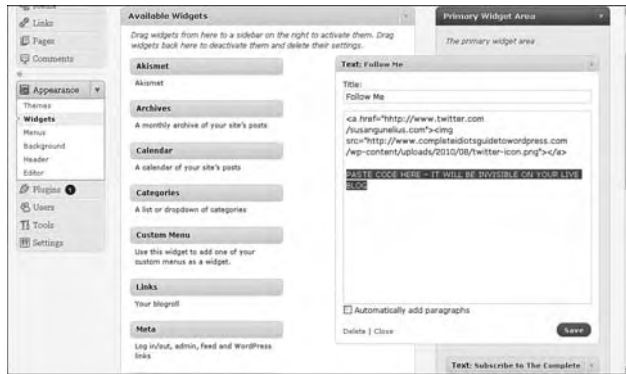 Links
Pages
Comments
Appearance
Themes
Widgets
Menus
Background
Header
Editor
Plugins 1
Users
Tools
Settings
Available Widgets
Drag widgets from here to a sidebar on the right to activate them. Drag
widgets back here to deactivate them and delete their settings.
Akismet
Akismet
Archives
A monthly archive of your site's posts
Calendar
A calendar of your site's posts
Categories
A list or dropdown of categories
Custom Menu
Use this widget to add one of your
custom menus as a widget.
Links
Your blogroll
Meta
Log in/out, admin, feed and WordPress
links
Primary Widget Area
The primary widget area
Text: Follow Me
Title:
Follow Me
<a href="hhttp://www.twitter.com
/susangunelius.com"><img
src="http://www.completeidiotsguidetowordpress.com
/wp-content/uploads/2010/08/twitter-icon.png"></a>
PASTE CODE HERE - IT WILL BE INVISIBLE ON YOUR LIVE
BLOG
Automatically add paragraphs
Delete | Close
Save
Text: Subscribe to The Complete